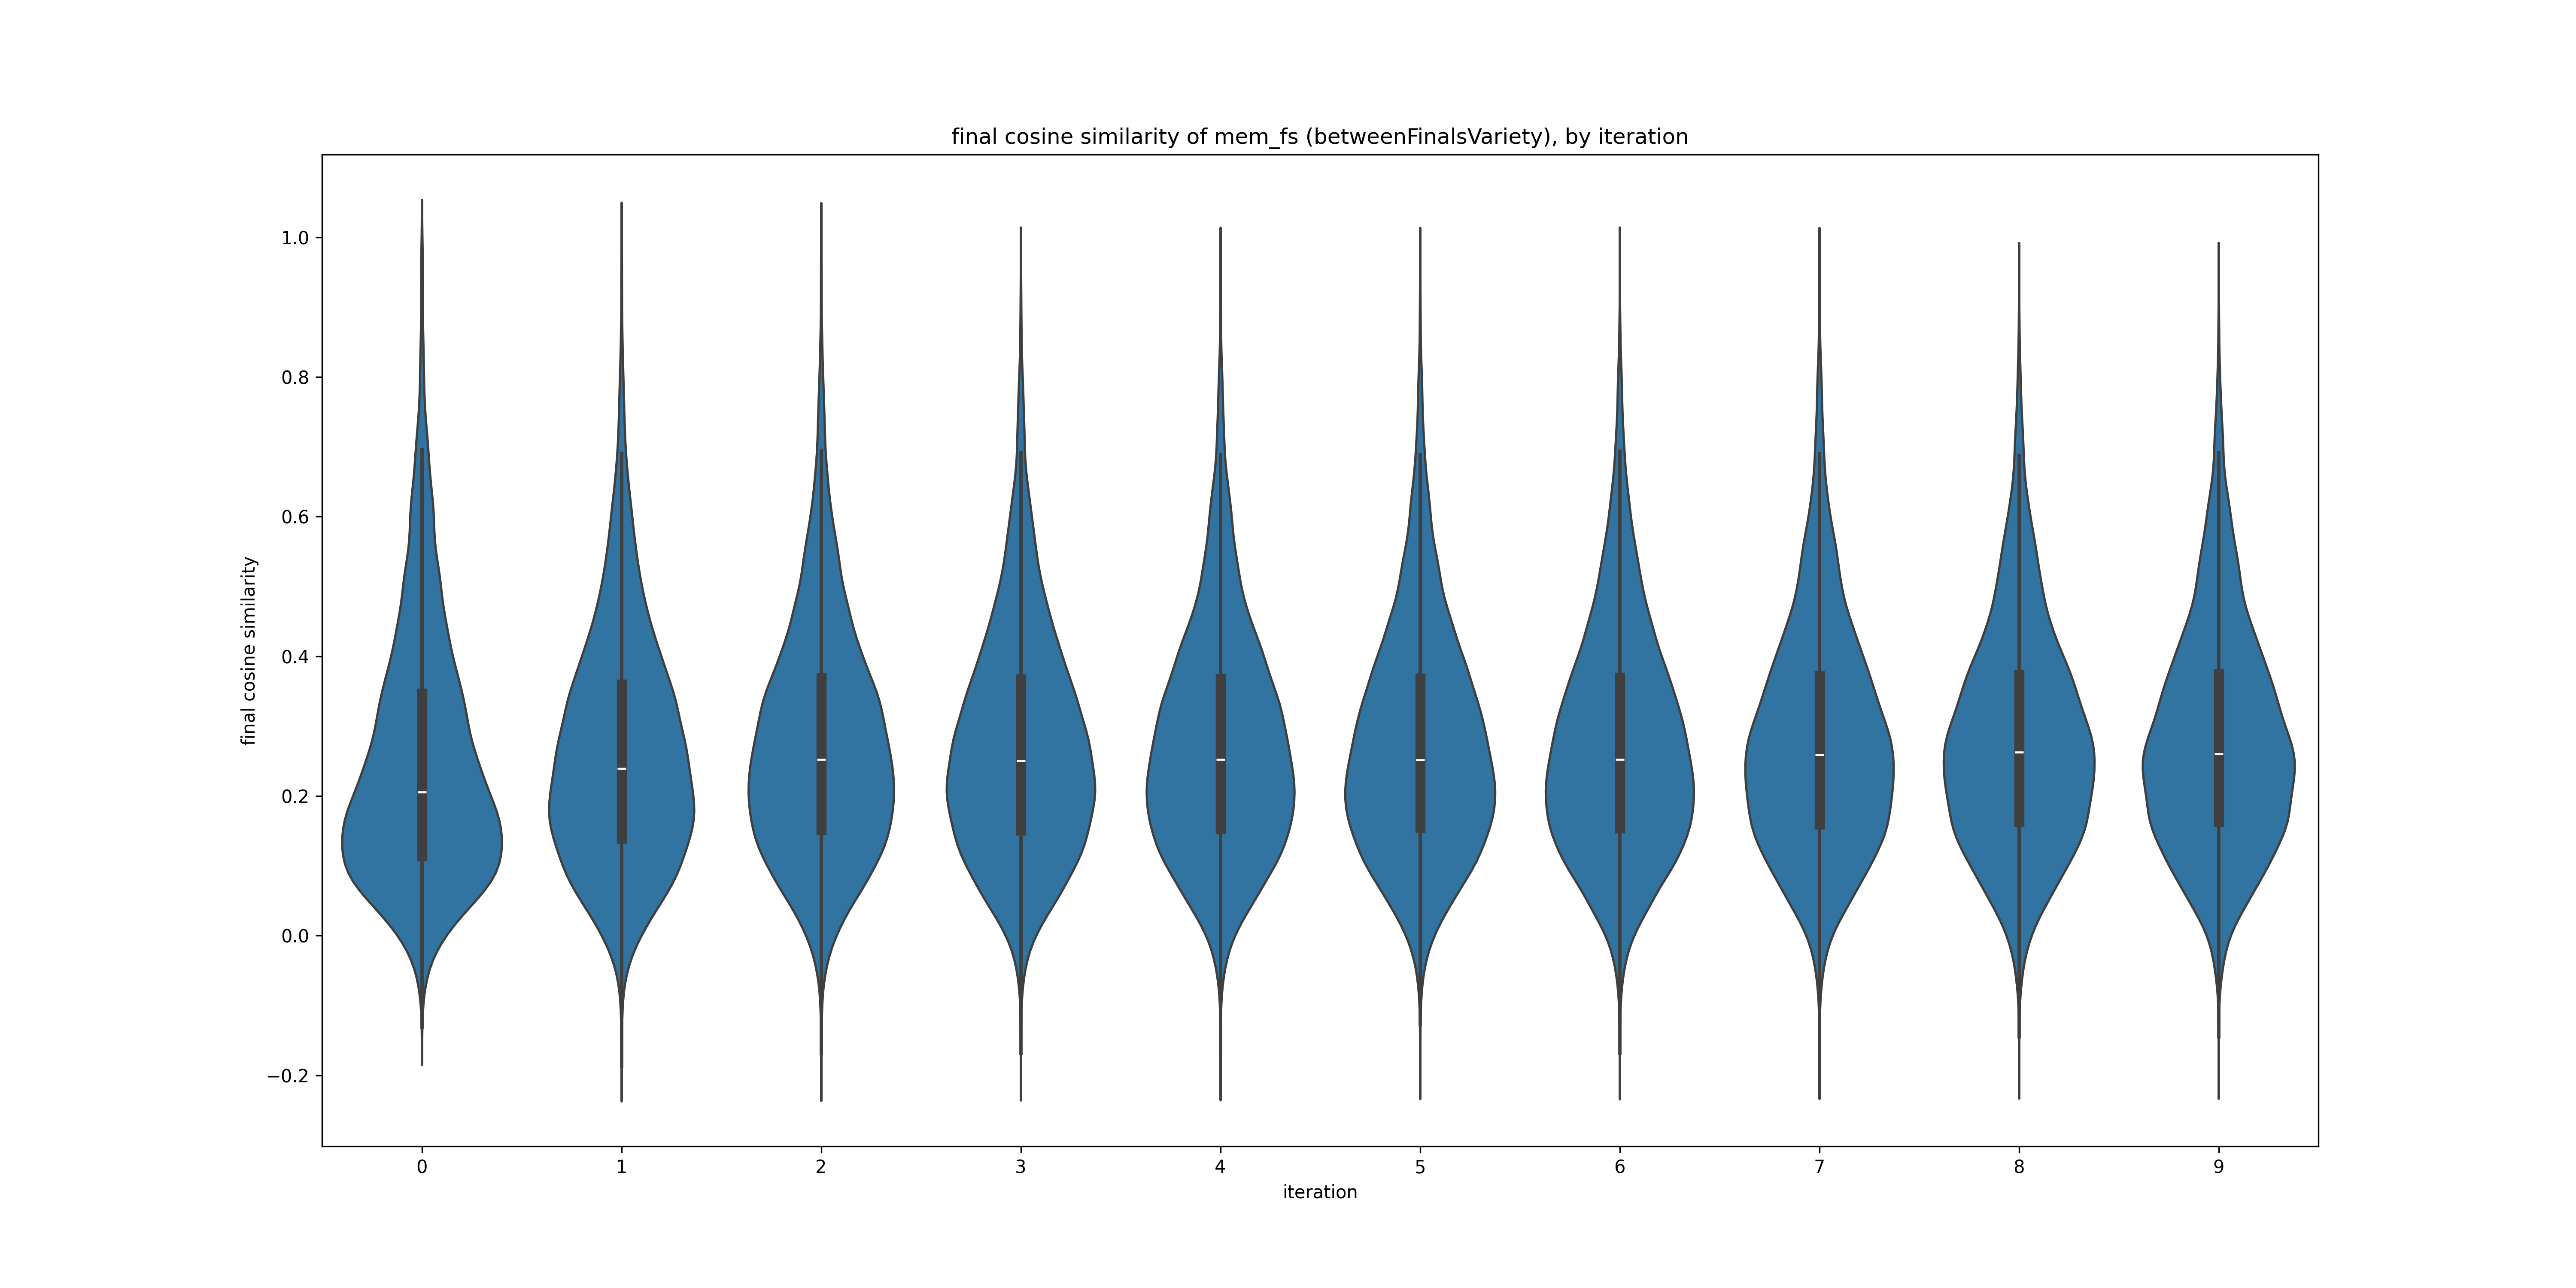 final cosine similarity of mem_fs (betweenFinalsVariety), by iteration
1.0
0.8
0.6
0.4
0.2
0.0
−0.2
final cosine similarity
0 1 2 3 4 5 6 7 8 9
iteration